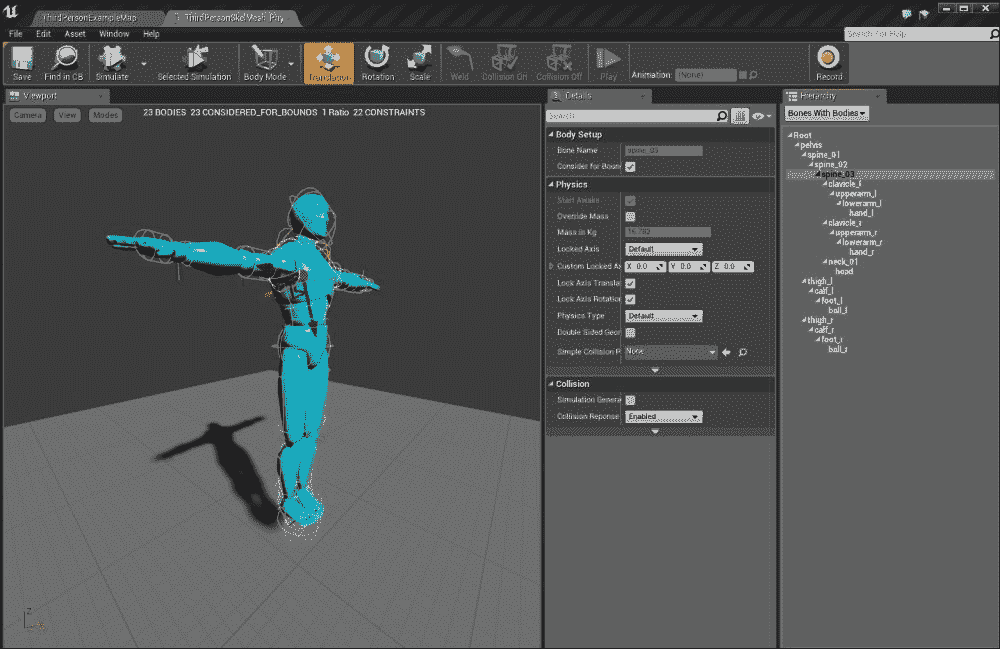 ThirdPersonExampleMap
ThirdPersonSkelMesh Phy
File Edit Asset Window Help
Search For Help
Save Find in CB Simulate Selected Simulation Body Mode Translation Rotation Scale Weld Collision On Collision Off Play Animation: (None) Record
Viewport
Camera View Modes
23 BODIES 23 CONSIDERED_FOR_BOUNDS 1 Ratio 22 CONSTRAINTS
Z
Details
Search
Body Setup
Bone Name spine_03
Consider for Boun
Physics
Start Awake
Override Mass
Mass in Kg 16.782
Locked Axis Default
Custom Locked Ax X 0.0 Y 0.0 Z 0.0
Lock Axis Transla
Lock Axis Rotation
Physics Type Default
Double Sided Geor
Simple Collision P None
Collision
Simulation Genera
Collision Reponse Enabled
Hierarchy
Bones With Bodies
Root
pelvis
spine_01
spine_02
spine_03
clavicle_l
upperarm_l
lowerarm_l
hand_l
clavicle_r
upperarm_r
lowerarm_r
hand_r
neck_01
head
thigh_l
calf_l
foot_l
ball_l
thigh_r
calf_r
foot_r
ball_r